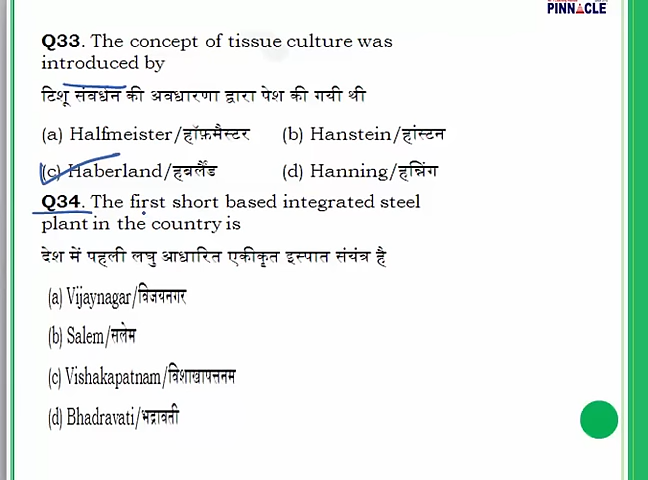 PINNACLE
Q33. The concept of tissue culture was
introduced by
टिशू संवर्धन की अवधारणा द्वारा पेश की गयी थी
(a) Halfmeister/हॉफ़मैस्टर (b) Hanstein/हांस्टन
(c) Haberland/हबर्लैंड (d) Hanning/हन्निंग
Q34. The first short based integrated steel
plant in the country is
देश में पहली लघु आधारित एकीकृत इस्पात संयंत्र है
(a) Vijaynagar/विजयनगर
(b) Salem/सलेम
(c) Vishakapatnam/विशाखापत्तनम
(d) Bhadravati/भद्रावती